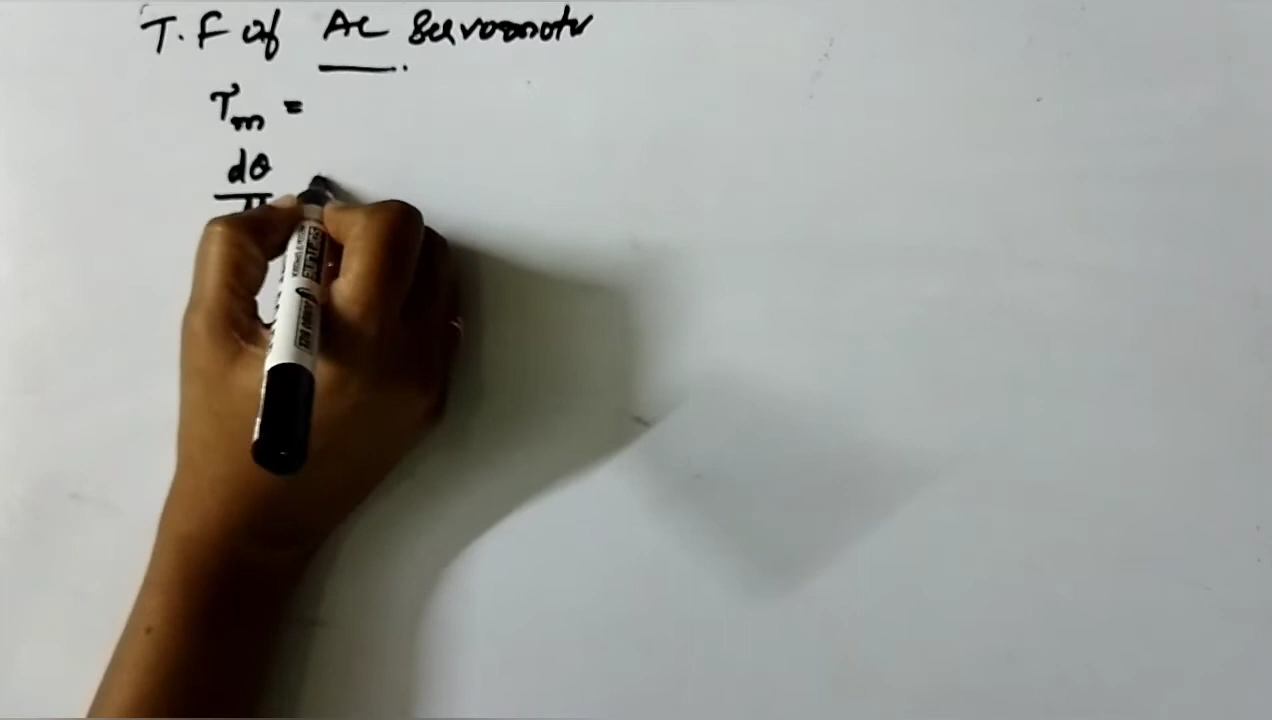 T.F of AC Servomotor
Tm =
dθ